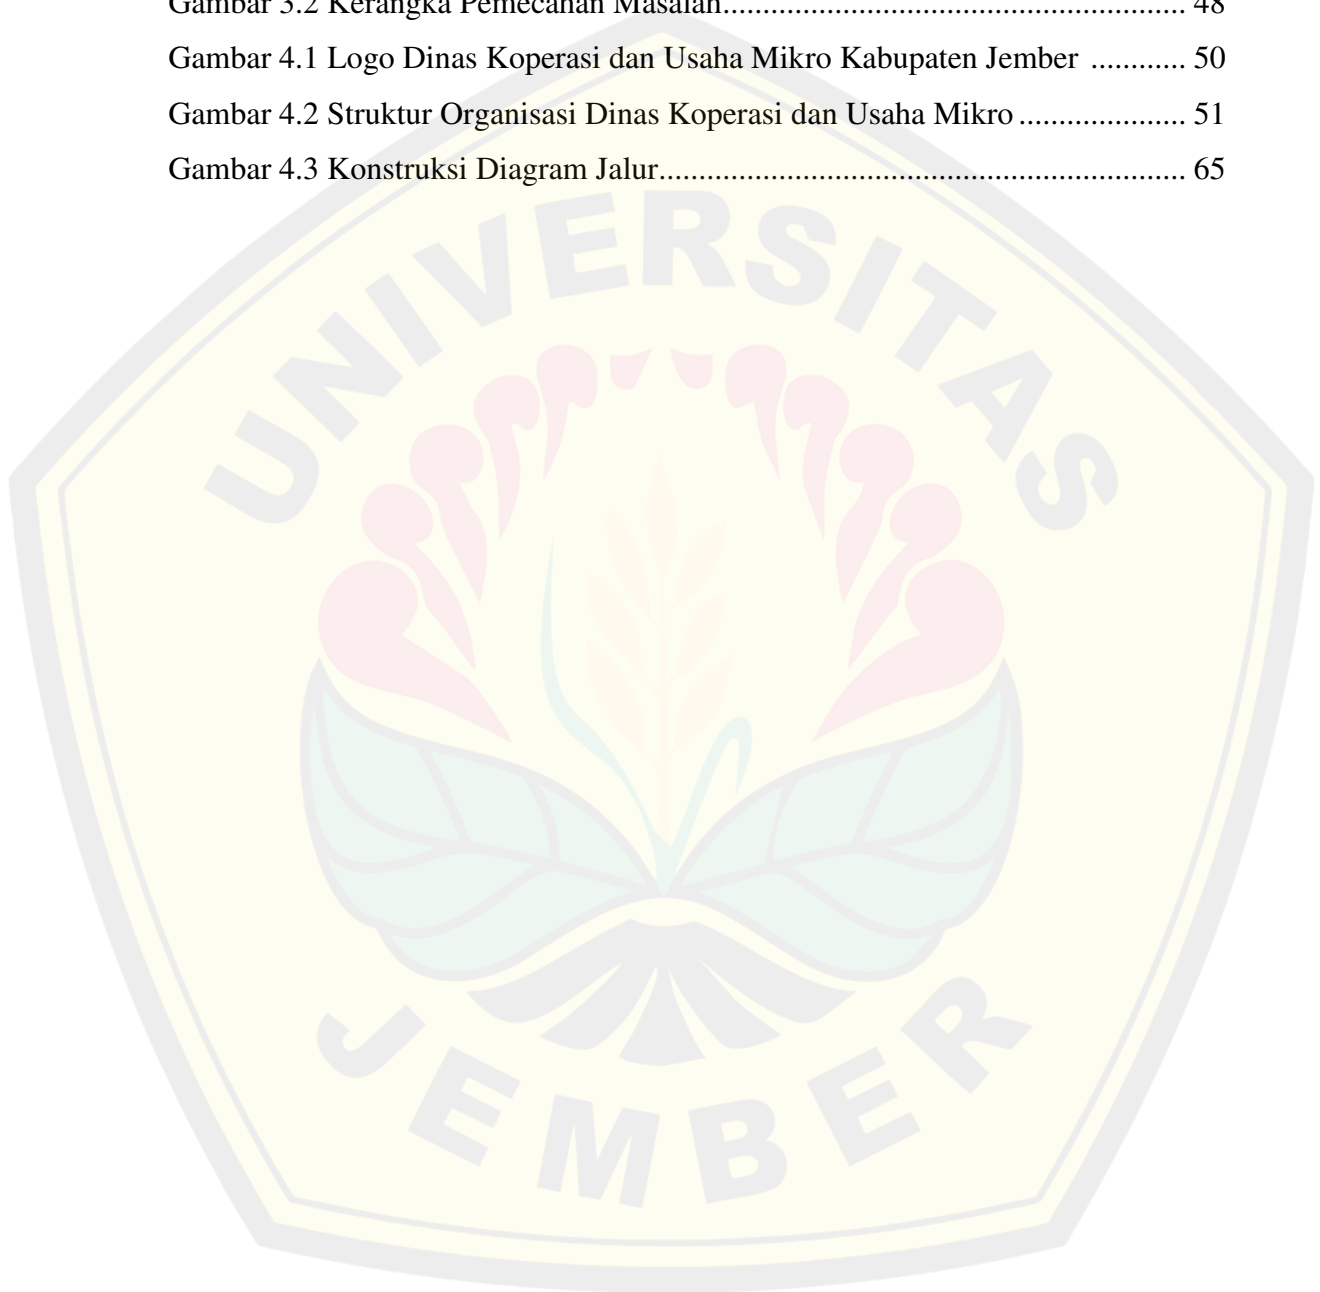 Gambar 3.2 Kerangka Pemecahan Masalah........................................................... 48
Gambar 4.1 Logo Dinas Koperasi dan Usaha Mikro Kabupaten Jember ............ 50
Gambar 4.2 Struktur Organisasi Dinas Koperasi dan Usaha Mikro ..................... 51
Gambar 4.3 Konstruksi Diagram Jalur................................................................... 65
UNIVERSITAS
JEMBER